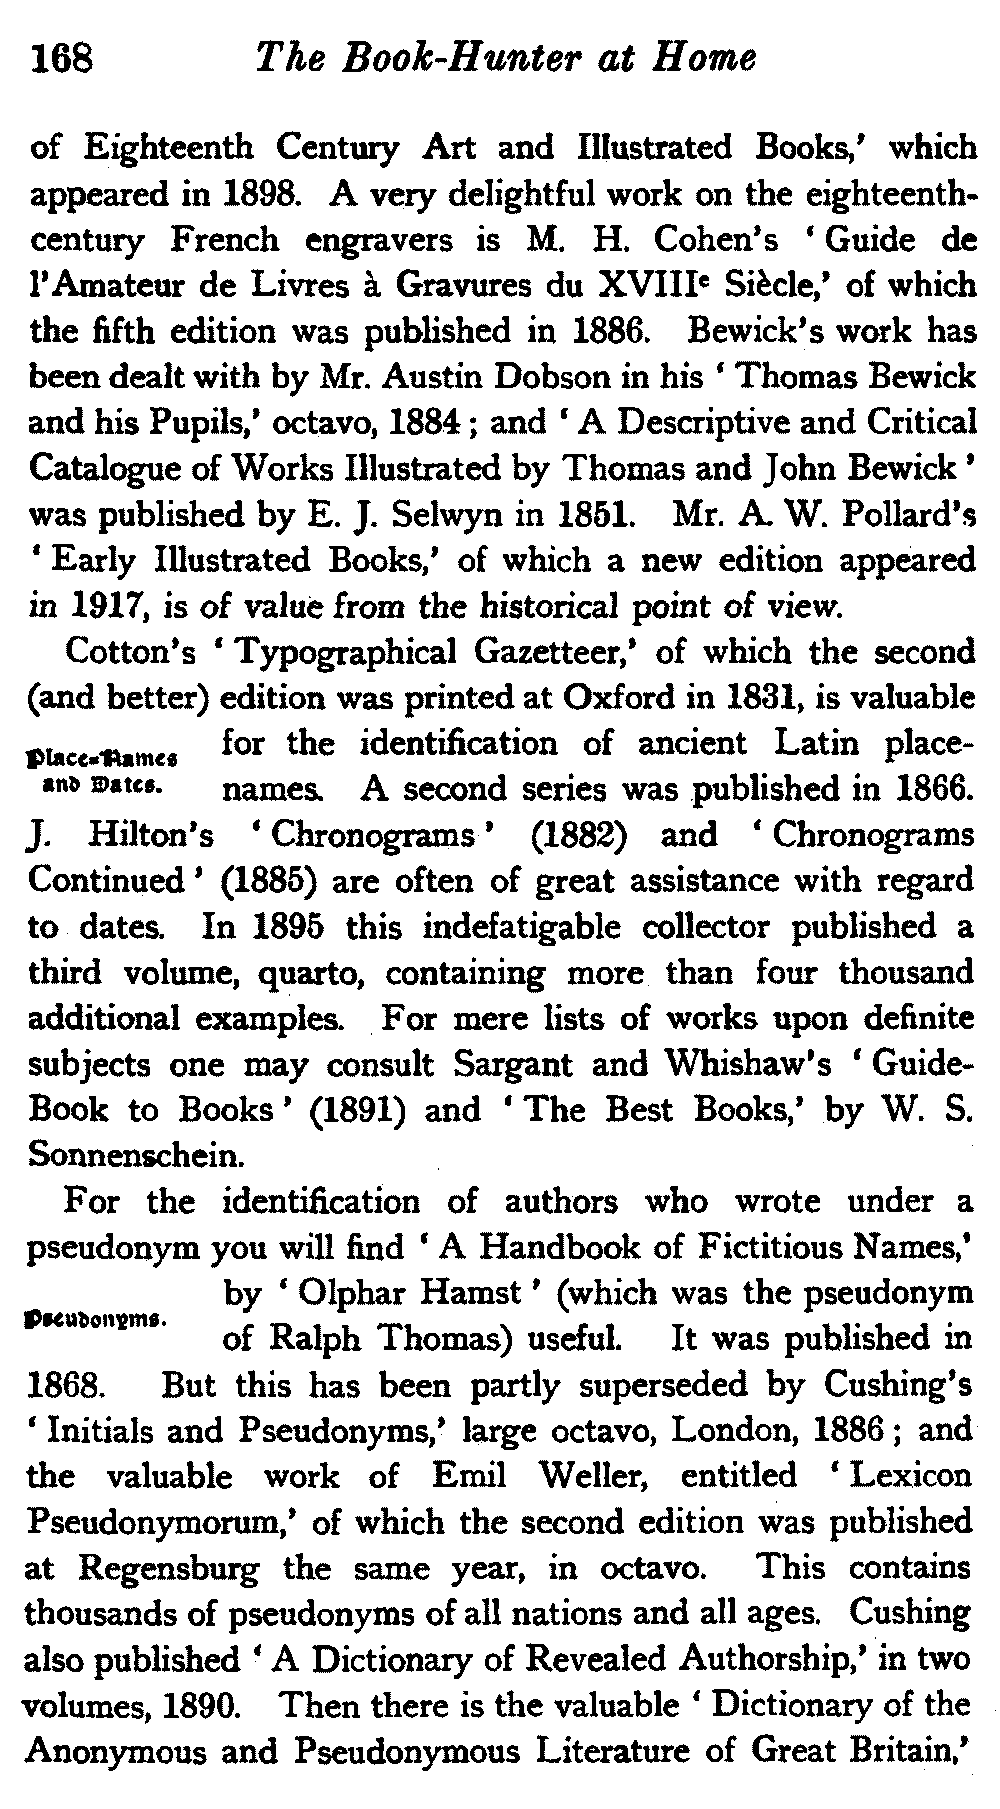 168 The Book-Hunter at Home
of Eighteenth Century Art and Illustrated Books,’ which
appeared in 1898. A very delightful work on the eighteenth-
century French engravers is M. H. Cohen’s ‘ Guide de
l’Amateur de Livres à Gravures du XVIIIᵉ Siècle,’ of which
the fifth edition was published in 1886. Bewick’s work has
been dealt with by Mr. Austin Dobson in his ‘ Thomas Bewick
and his Pupils,’ octavo, 1884 ; and ‘ A Descriptive and Critical
Catalogue of Works Illustrated by Thomas and John Bewick ’
was published by E. J. Selwyn in 1851. Mr. A. W. Pollard’s
‘ Early Illustrated Books,’ of which a new edition appeared
in 1917, is of value from the historical point of view.
Cotton’s ‘ Typographical Gazetteer,’ of which the second
(and better) edition was printed at Oxford in 1831, is valuable
Place-Names
and Dates.
for the identification of ancient Latin place-
names. A second series was published in 1866.
J. Hilton’s ‘ Chronograms ’ (1882) and ‘ Chronograms
Continued ’ (1885) are often of great assistance with regard
to dates. In 1895 this indefatigable collector published a
third volume, quarto, containing more than four thousand
additional examples. For mere lists of works upon definite
subjects one may consult Sargant and Whishaw’s ‘ Guide-
Book to Books ’ (1891) and ‘ The Best Books,’ by W. S.
Sonnenschein.
For the identification of authors who wrote under a
pseudonym you will find ‘ A Handbook of Fictitious Names,’
Pseudonyms.
by ‘ Olphar Hamst ’ (which was the pseudonym
of Ralph Thomas) useful. It was published in
1868. But this has been partly superseded by Cushing’s
‘ Initials and Pseudonyms,’ large octavo, London, 1886 ; and
the valuable work of Emil Weller, entitled ‘ Lexicon
Pseudonymorum,’ of which the second edition was published
at Regensburg the same year, in octavo. This contains
thousands of pseudonyms of all nations and all ages. Cushing
also published ‘ A Dictionary of Revealed Authorship,’ in two
volumes, 1890. Then there is the valuable ‘ Dictionary of the
Anonymous and Pseudonymous Literature of Great Britain,’